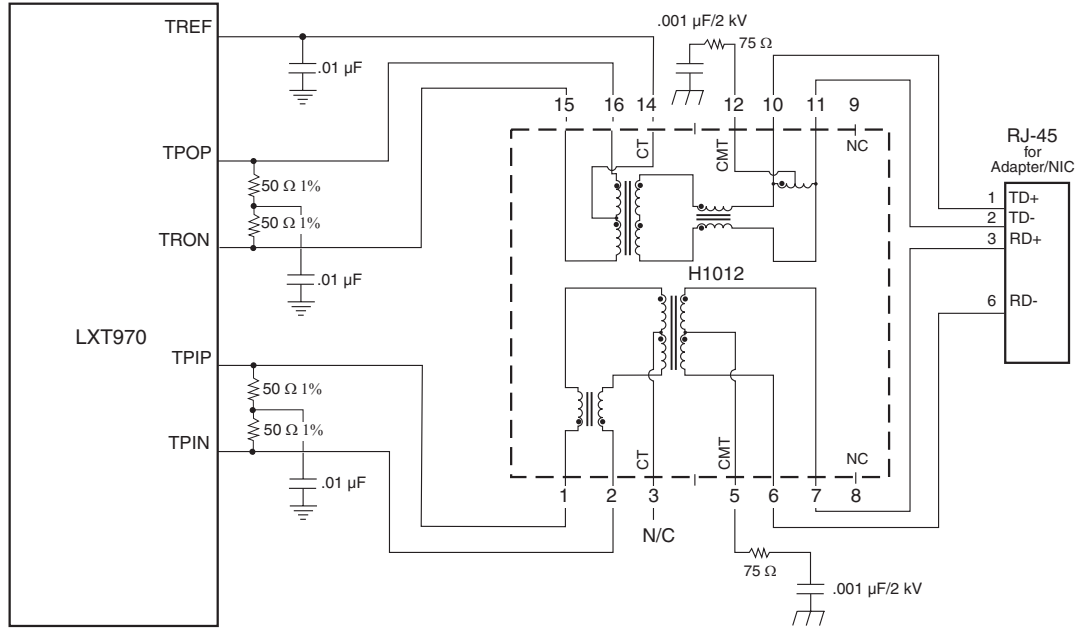 TREF
.01 µF
.001 µF/2 kV
75 Ω
15 16 14 12 10 11 9
CT
CMT
NC
RJ-45
for
Adapter/NIC
TPOP
50 Ω 1%
50 Ω 1%
TRON
.01 µF
1 TD+
2 TD-
3 RD+
6 RD-
H1012
LXT970
TPIP
50 Ω 1%
50 Ω 1%
TPIN
.01 µF
CT
CMT
NC
1 2 3 5 6 7 8
N/C
75 Ω
.001 µF/2 kV